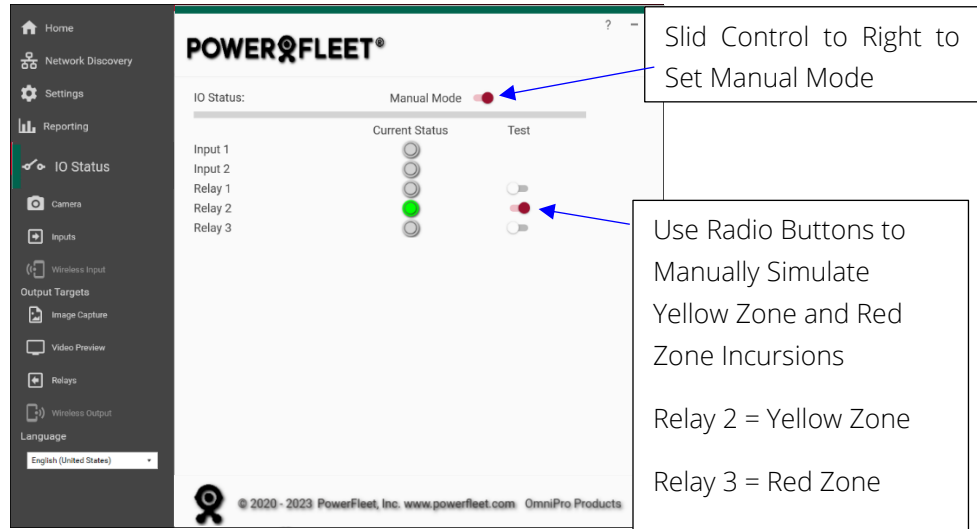 Home
Network Discovery
Settings
Reporting
IO Status
Camera
Inputs
Wireless Input
Output Targets
Image Capture
Video Preview
Relays
Wireless Output
Language
English (United States)
? –
POWERFLEET®
IO Status: Manual Mode
Current Status Test
Input 1
Input 2
Relay 1
Relay 2
Relay 3
© 2020 - 2023 PowerFleet, Inc. www.powerfleet.com OmniPro Products
Slid Control to Right to
Set Manual Mode
Use Radio Buttons to
Manually Simulate
Yellow Zone and Red
Zone Incursions
Relay 2 = Yellow Zone
Relay 3 = Red Zone